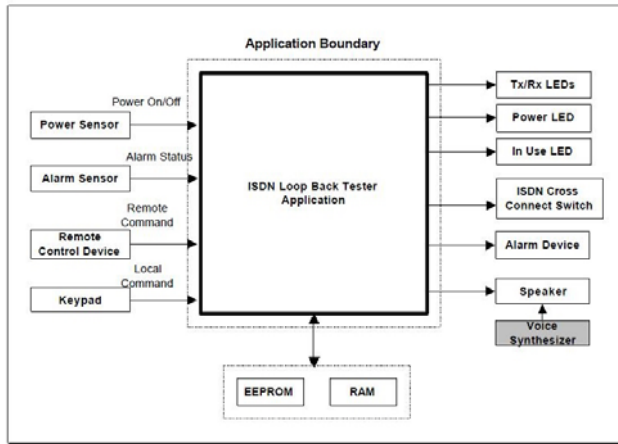 Application Boundary
Power On/Off
Power Sensor
Alarm Status
Alarm Sensor
Remote
Command
Remote
Control Device
Local
Command
Keypad
ISDN Loop Back Tester
Application
Tx/Rx LEDs
Power LED
In Use LED
ISDN Cross
Connect Switch
Alarm Device
Speaker
Voice
Synthesizer
EEPROM
RAM